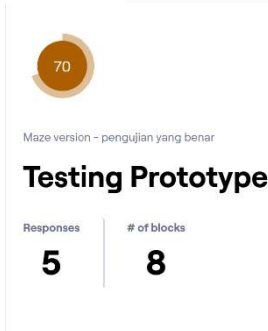 70
Maze version - pengujian yang benar
Testing Prototype
Responses
# of blocks
5
8